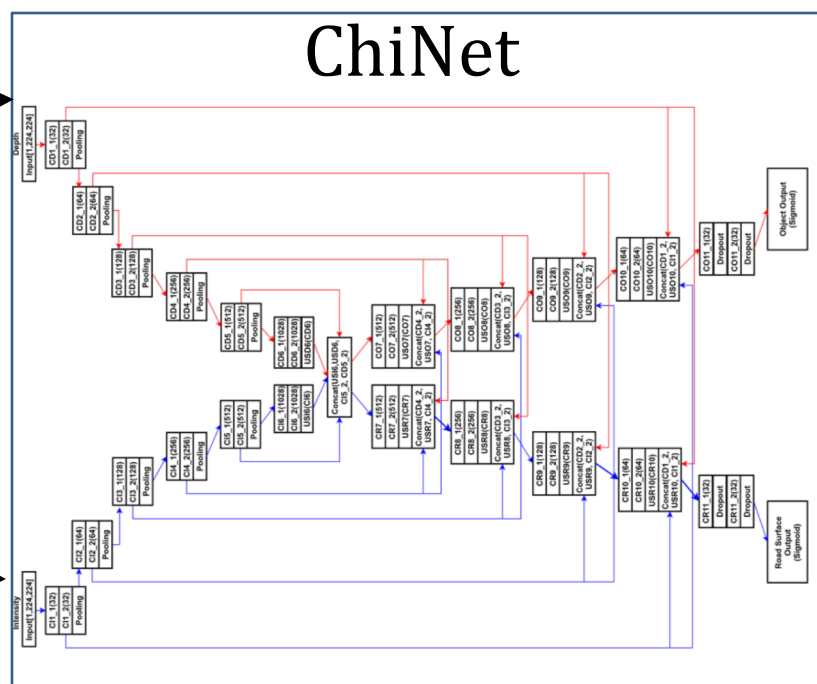 ChiNet
Depth
Input[1,224,224]
CD1_1(32)
CD1_2(32)
Pooling
CD2_1(64)
CD2_2(64)
Pooling
CD3_1(128)
CD3_2(128)
Pooling
CD4_1(256)
CD4_2(256)
Pooling
CD5_1(512)
CD5_2(512)
Pooling
CD6_1(1028)
CD6_2(1028)
USD6(CD6)
Intensity
Input[1,224,224]
CI1_1(32)
CI1_2(32)
Pooling
CI2_1(64)
CI2_2(64)
Pooling
CI3_1(128)
CI3_2(128)
Pooling
CI4_1(256)
CI4_2(256)
Pooling
CI5_1(512)
CI5_2(512)
Pooling
CI6_1(1028)
CI6_2(1028)
USI6(CI6)
Concat(USI6,USD6,
CI5_2, CD5_2)
CO7_1(512)
CO7_2(512)
USO7(CO7)
Concat(CD4_2,
USO7, CI4_2)
CO8_1(256)
CO8_2(256)
USO8(CO8)
Concat(CD3_2,
USO8, CI3_2)
CO9_1(128)
CO9_2(128)
USO9(CO9)
Concat(CD2_2,
USO9, CI2_2)
CO10_1(64)
CO10_2(64)
USO10(CO10)
Concat(CD1_2,
USO10, CI1_2)
CO11_1(32)
Dropout
CO11_2(32)
Dropout
Object Output
(Sigmoid)
CR7_1(512)
CR7_2(512)
USR7(CR7)
Concat(CD4_2,
USR7, CI4_2)
CR8_1(256)
CR8_2(256)
USR8(CR8)
Concat(CD3_2,
USR8, CI3_2)
CR9_1(128)
CR9_2(128)
USR9(CR9)
Concat(CD2_2,
USR9, CI2_2)
CR10_1(64)
CR10_2(64)
USR10(CR10)
Concat(CD1_2,
USR10, CI1_2)
CR11_1(32)
Dropout
CR11_2(32)
Dropout
Road Surface
Output
(Sigmoid)